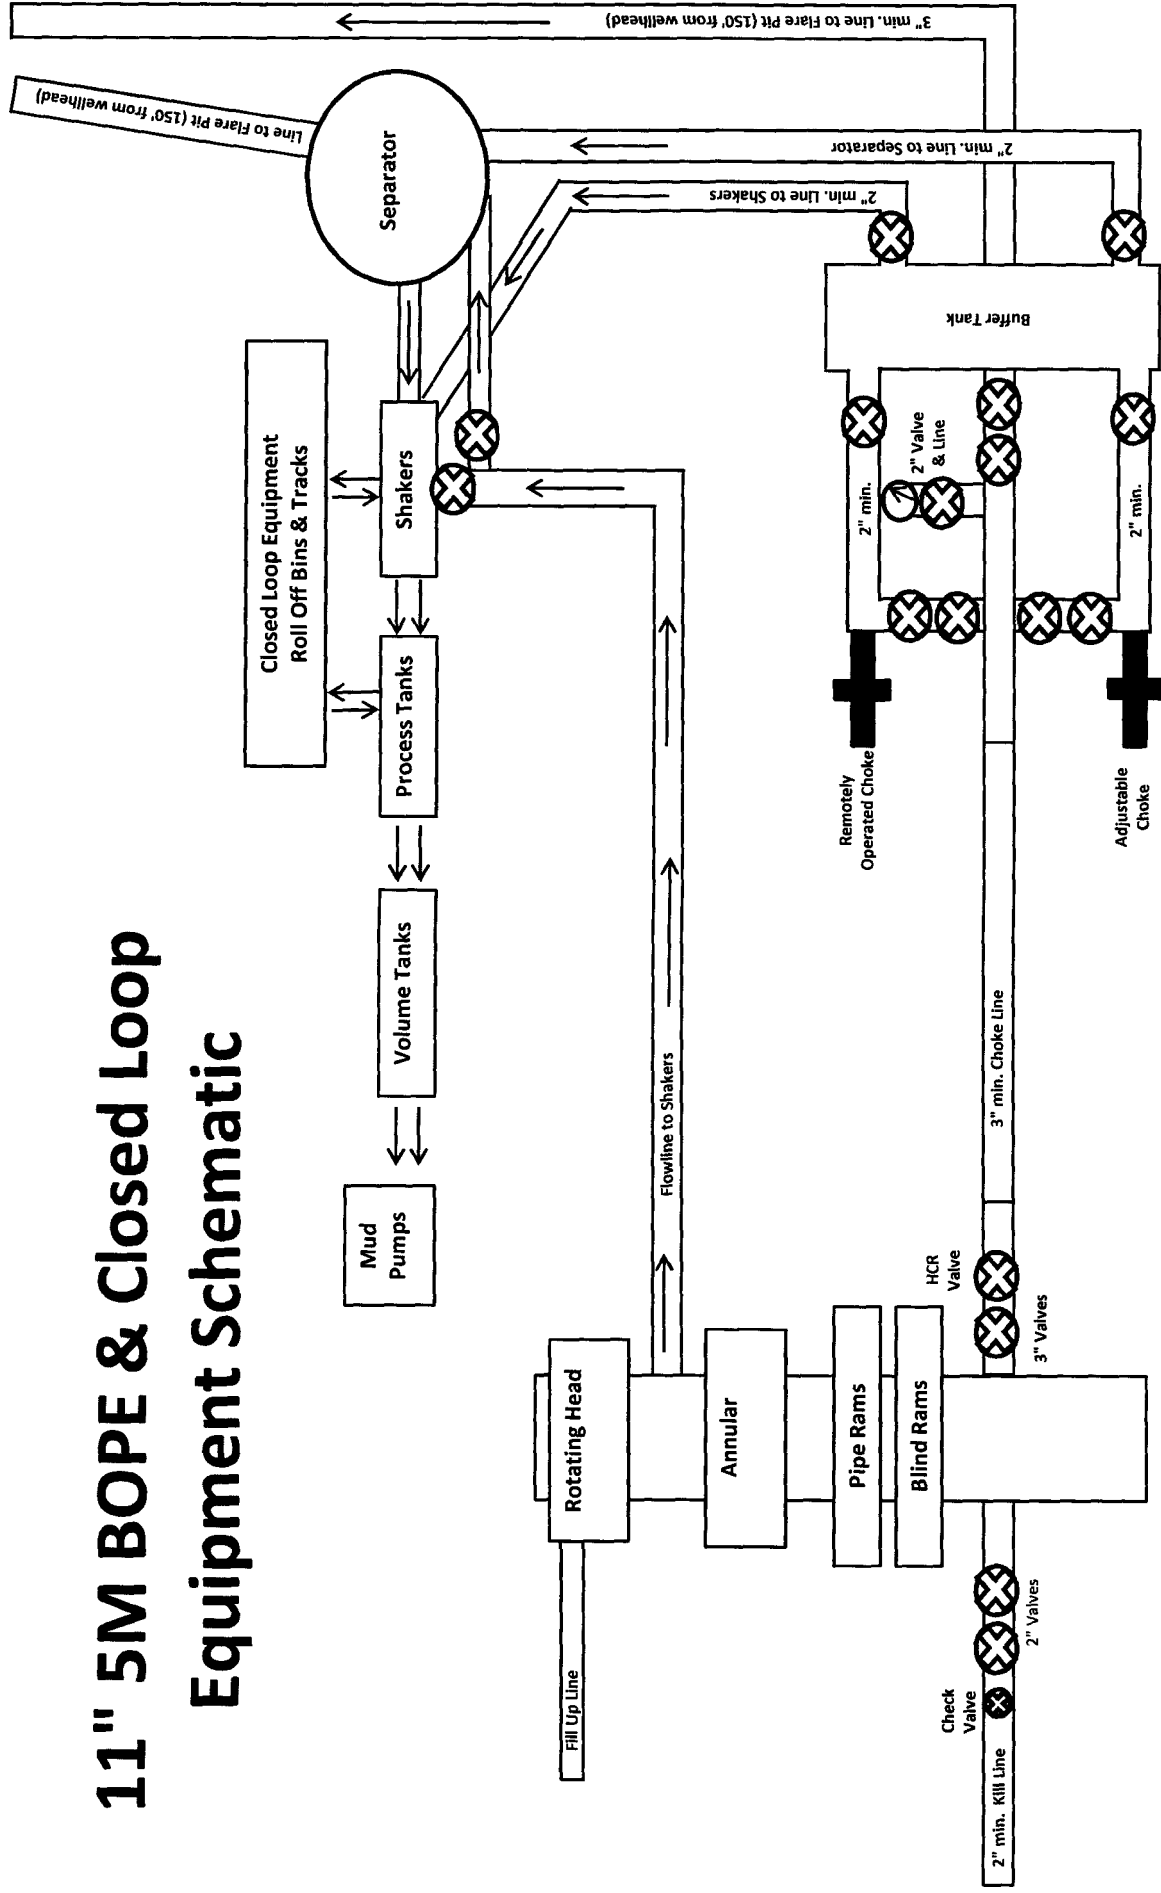 11" 5M BOPE & Closed Loop
Equipment Schematic
Mud
Pumps
Volume Tanks
Process Tanks
Shakers
Closed Loop Equipment
Roll Off Bins & Tracks
Separator
Line to Flare Pit (150' from wellhead)
3" min. Line to Flare Pit (150' from wellhead)
2" min. Line to Separator
2" min. Line to Shakers
Fill Up Line
Rotating Head
Flowline to Shakers
Annular
Pipe Rams
Blind Rams
2" min. Kill Line
Check
Valve
2" Valves
3" Valves
HCR
Valve
3" min. Choke Line
Remotely
Operated Choke
Adjustable
Choke
2" min.
2" Valve
& Line
2" min.
Buffer Tank